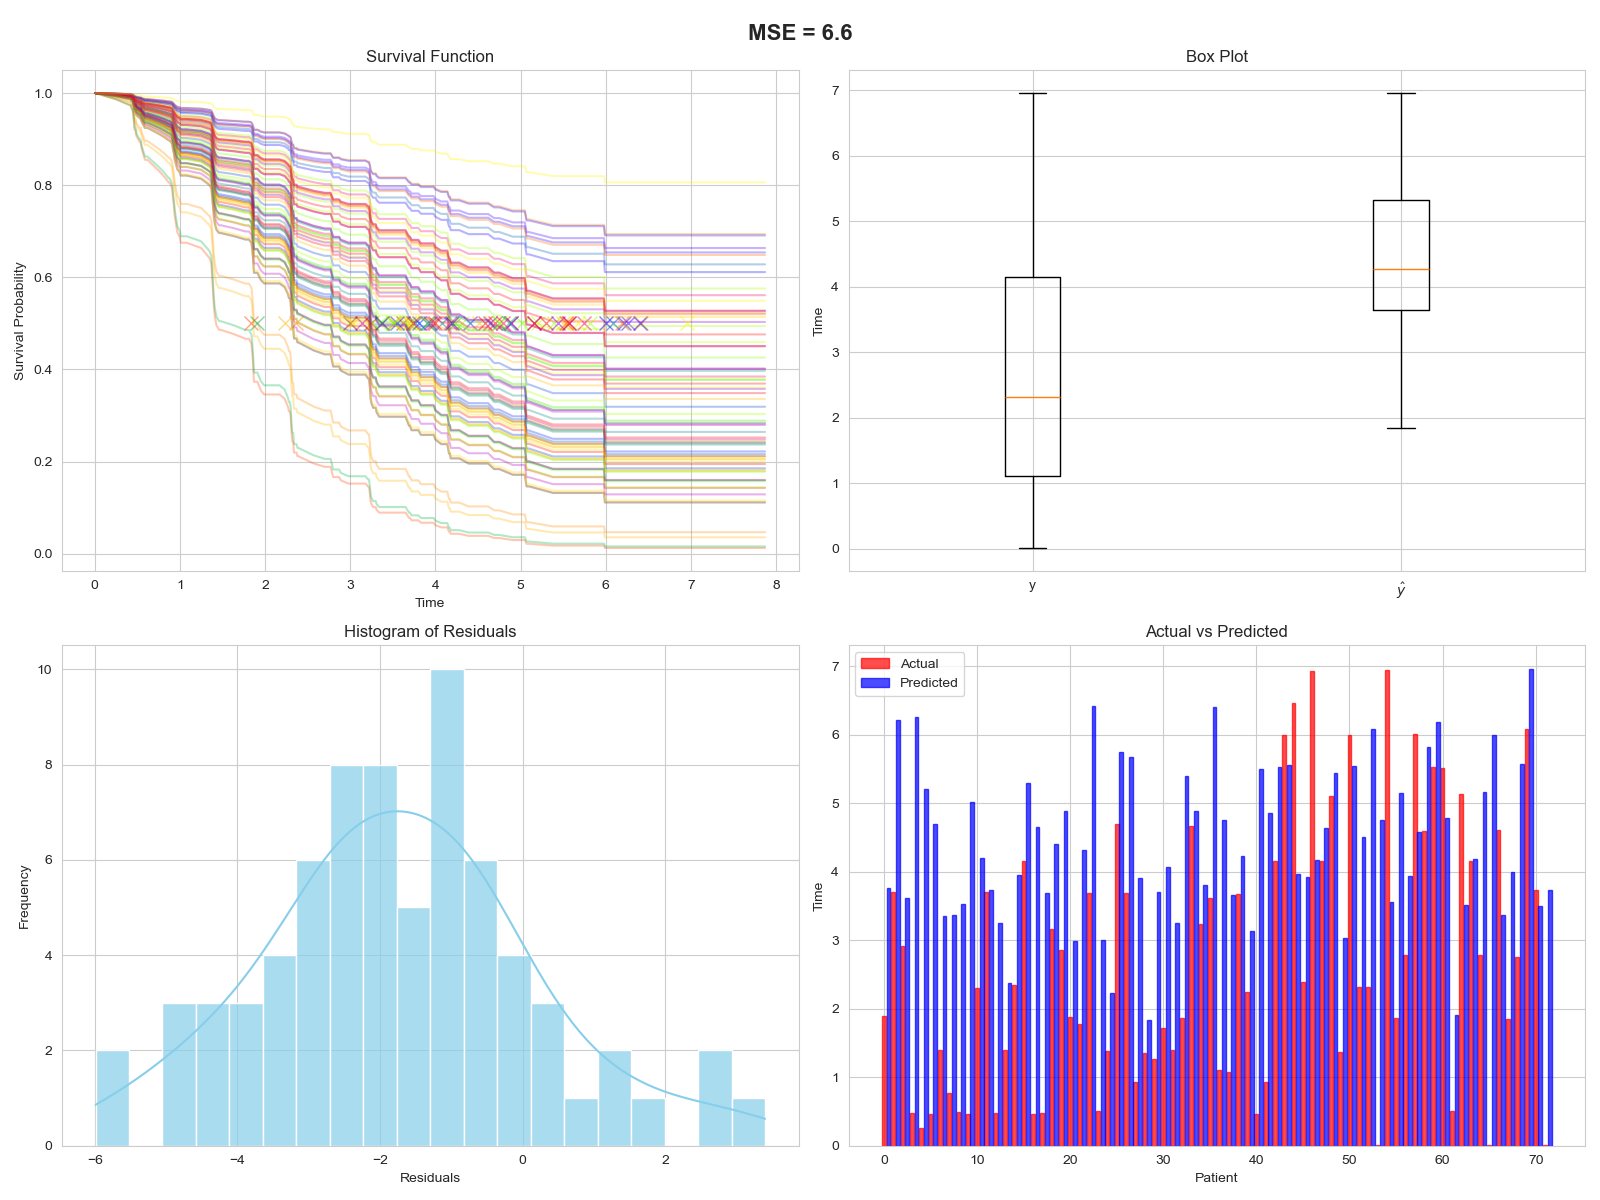 MSE = 6.6
Survival Function
Survival Probability
1.0
0.8
0.6
0.4
0.2
0.0
0 1 2 3 4 5 6 7 8
Time
Box Plot
Time
7
6
5
4
3
2
1
0
y ŷ
Histogram of Residuals
Frequency
10
8
6
4
2
0
−6 −4 −2 0 2
Residuals
Actual vs Predicted
Actual
Predicted
Time
7
6
5
4
3
2
1
0
0 10 20 30 40 50 60 70
Patient